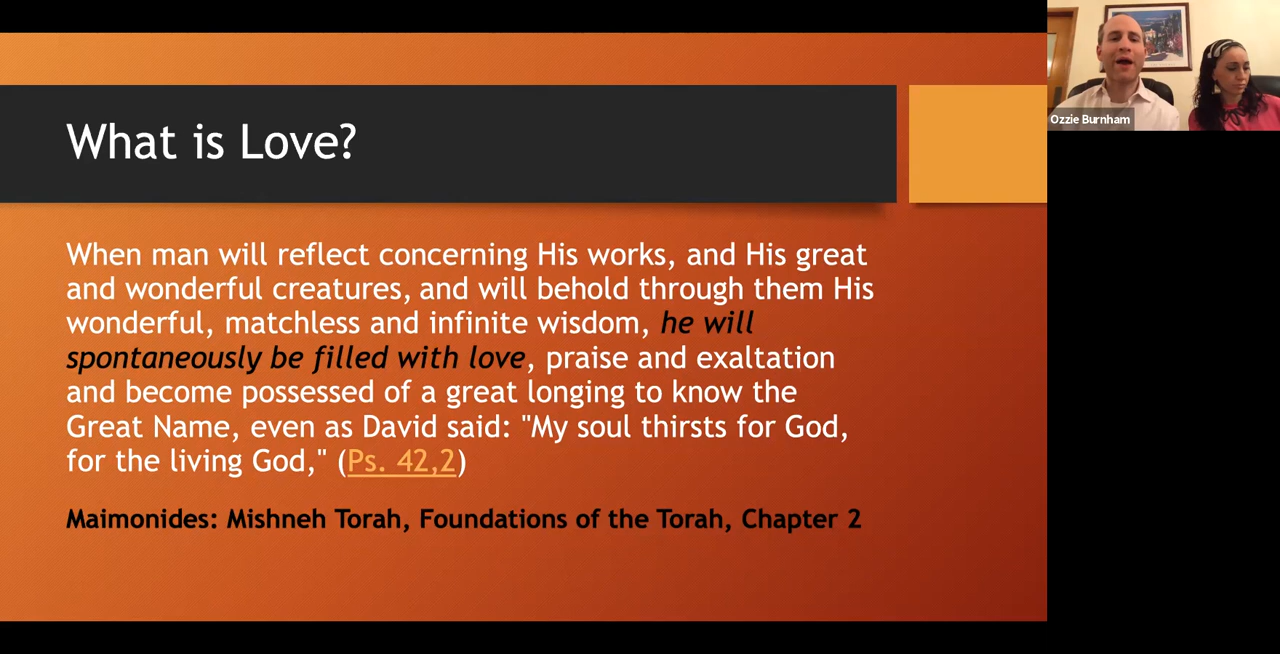 What is Love?
When man will reflect concerning His works, and His great
and wonderful creatures, and will behold through them His
wonderful, matchless and infinite wisdom, he will
spontaneously be filled with love, praise and exaltation
and become possessed of a great longing to know the
Great Name, even as David said: "My soul thirsts for God,
for the living God," (Ps. 42,2)
Maimonides: Mishneh Torah, Foundations of the Torah, Chapter 2
Ozzie Burnham